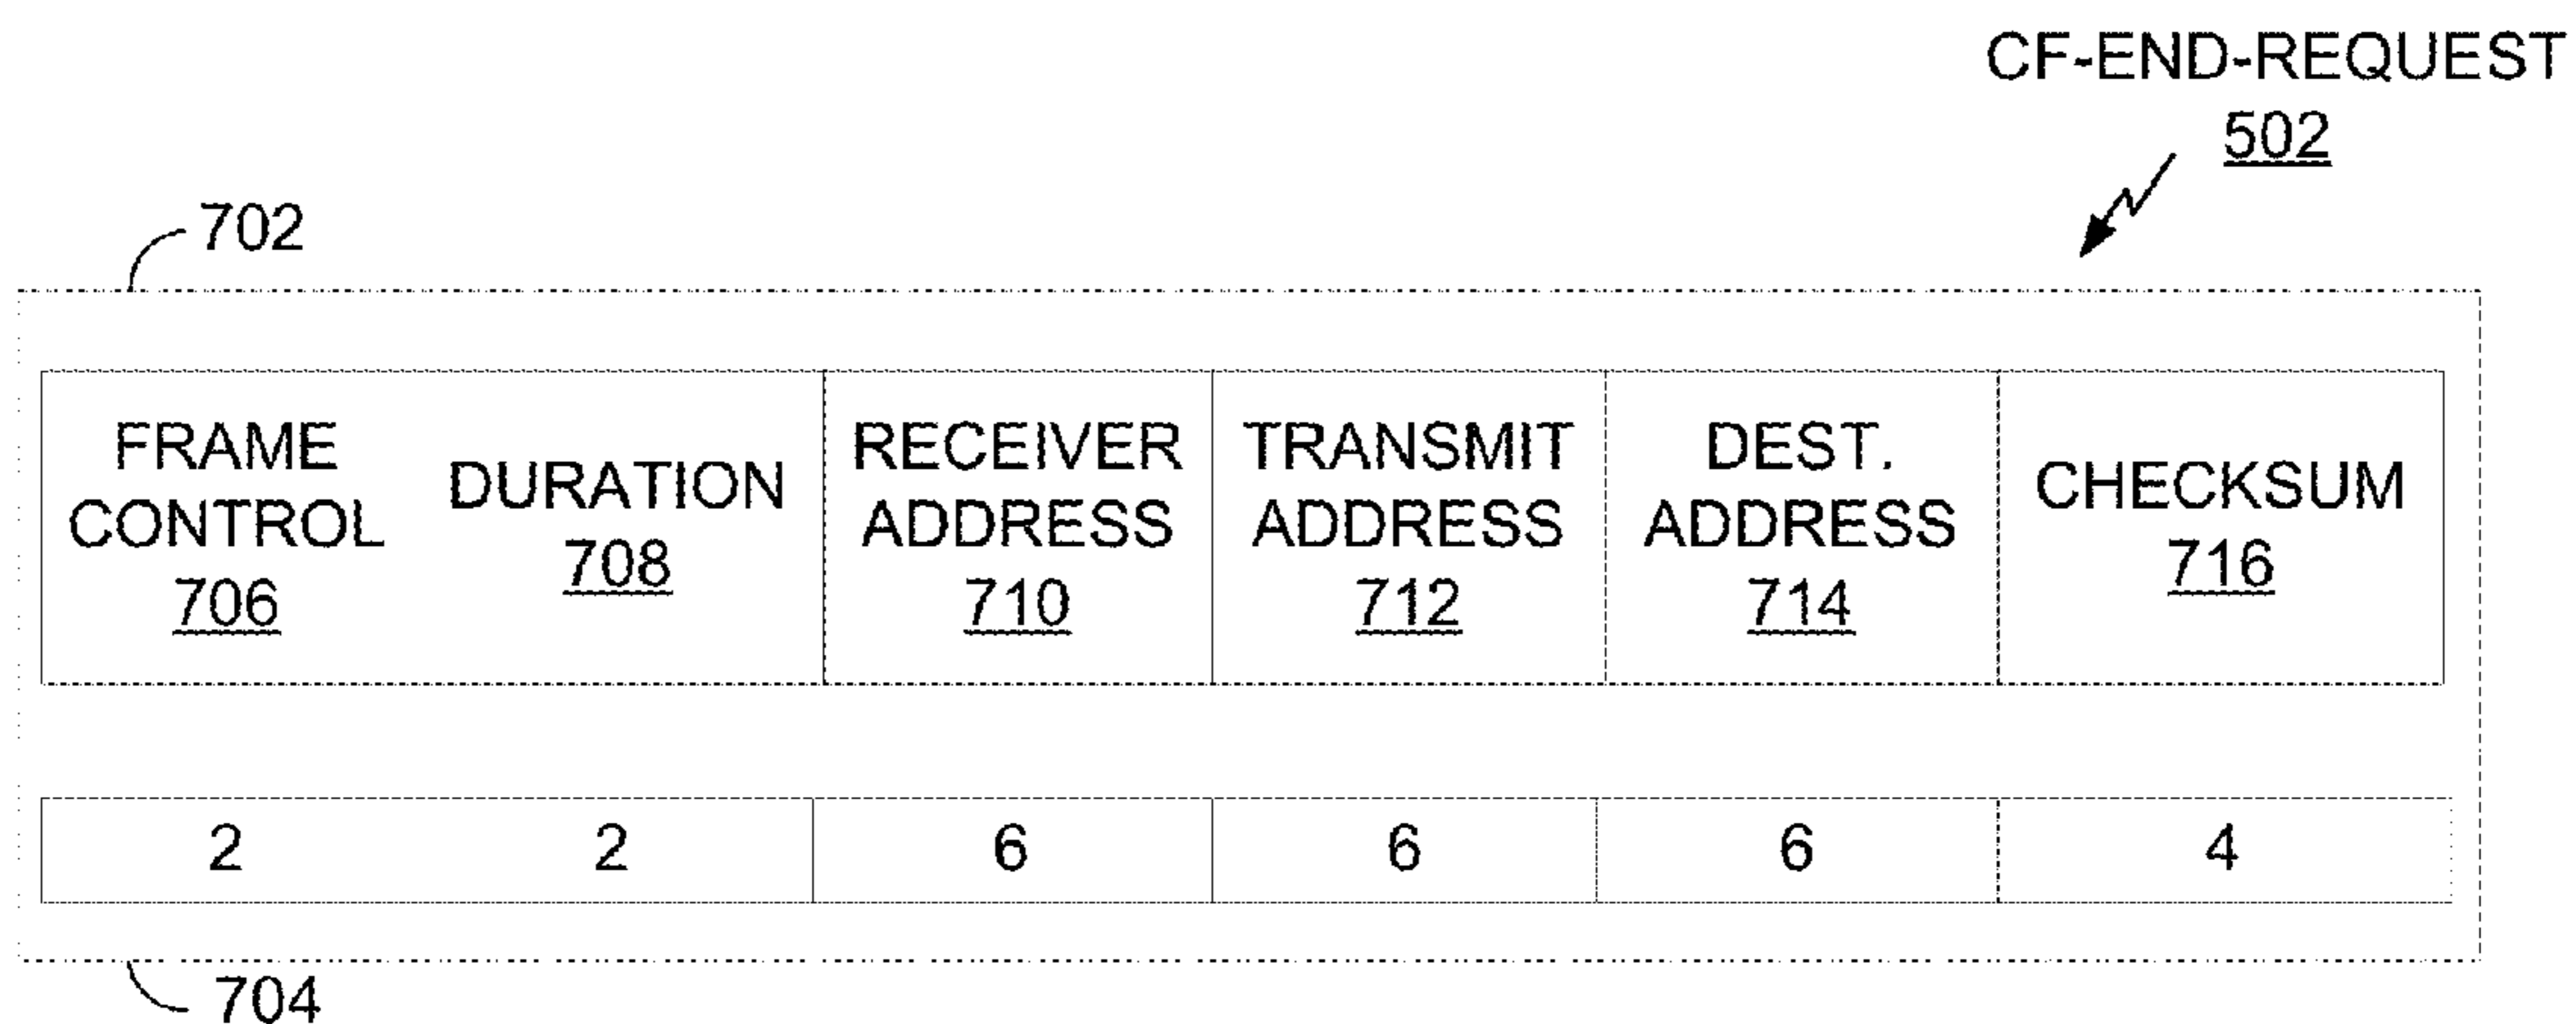 CF-END-REQUEST
502
702
FRAME CONTROL 706
DURATION 708
RECEIVER ADDRESS 710
TRANSMIT ADDRESS 712
DEST. ADDRESS 714
CHECKSUM 716
2 2 6 6 6 4
704